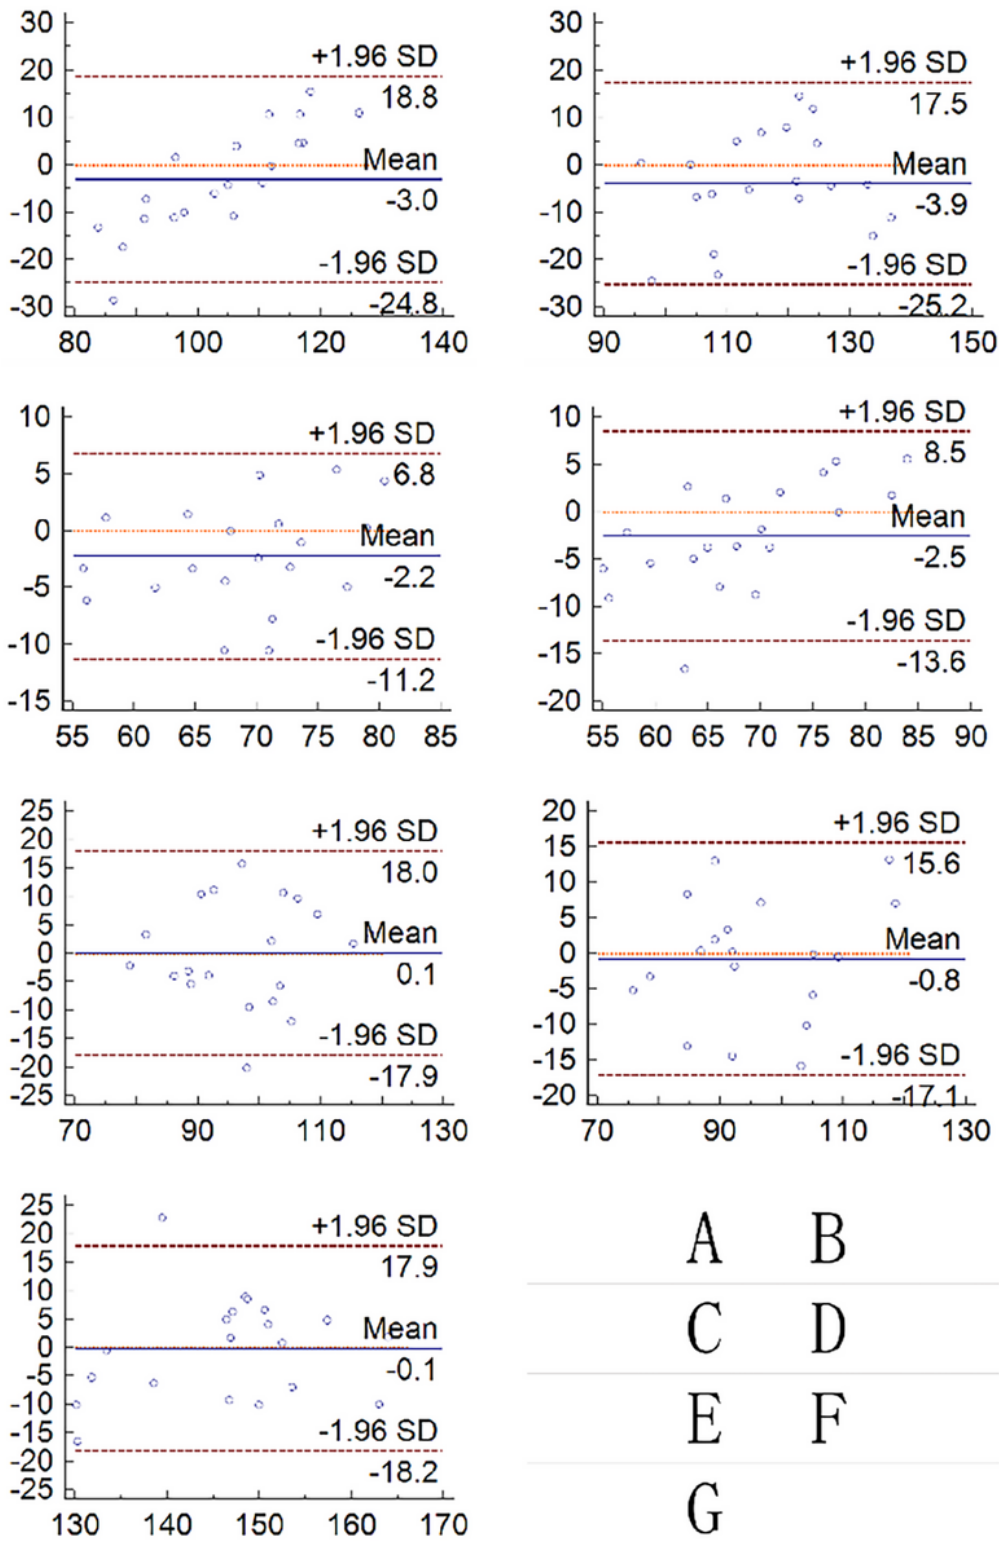 30
+1.96 SD
20
18.8
10
Mean
0
-3.0
-10
-20
-1.96 SD
-30
-24.8
80 100 120 140
30
+1.96 SD
20
17.5
10
Mean
0
-3.9
-10
-20
-1.96 SD
-30
-25.2
90 110 130 150
10
+1.96 SD
5
6.8
0
Mean
-2.2
-5
-10
-1.96 SD
-11.2
-15
55 60 65 70 75 80 85
10
+1.96 SD
8.5
5
0
Mean
-2.5
-5
-10
-1.96 SD
-15
-13.6
-20
55 60 65 70 75 80 85 90
25
+1.96 SD
20
15
18.0
10
5
Mean
0
0.1
-5
-10
-15
-1.96 SD
-20
-17.9
-25
70 90 110 130
20
+1.96 SD
15
15.6
10
5
Mean
0
-0.8
-5
-10
-15
-1.96 SD
-20
-17.1
70 90 110 130
25
+1.96 SD
20
15
17.9
10
5
Mean
0
-0.1
-5
-10
-15
-1.96 SD
-20
-18.2
-25
130 140 150 160 170
A B
C D
E F
G